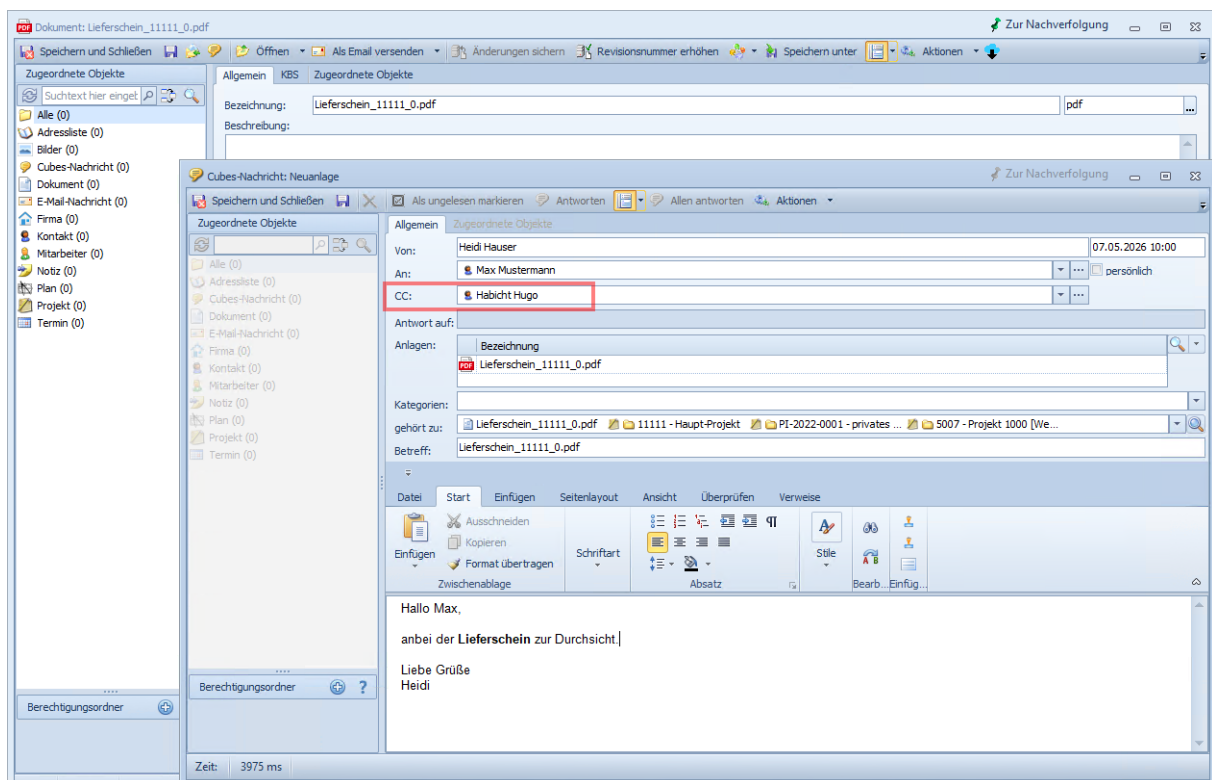 Dokument: Lieferschein_11111_0.pdf
Zur Nachverfolgung
Speichern und Schließen Öffnen Als Email versenden Änderungen sichern Revisionsnummer erhöhen Speichern unter Aktionen
Zugeordnete Objekte
Allgemein KBS Zugeordnete Objekte
Suchtext hier eingeb
Bezeichnung: Lieferschein_11111_0.pdf pdf ...
Beschreibung:
Alle (0)
Adressliste (0)
Bilder (0)
Cubes-Nachricht (0)
Dokument (0)
E-Mail-Nachricht (0)
Firma (0)
Kontakt (0)
Mitarbeiter (0)
Notiz (0)
Plan (0)
Projekt (0)
Termin (0)
Berechtigungsordner
Cubes-Nachricht: Neuanlage
Zur Nachverfolgung
Speichern und Schließen Als ungelesen markieren Antworten Allen antworten Aktionen
Zugeordnete Objekte
Alle (0)
Adressliste (0)
Cubes-Nachricht (0)
Dokument (0)
E-Mail-Nachricht (0)
Firma (0)
Kontakt (0)
Mitarbeiter (0)
Notiz (0)
Plan (0)
Projekt (0)
Termin (0)
Berechtigungsordner ?
Allgemein Zugeordnete Objekte
Von: Heidi Hauser 07.05.2026 10:00
An: Max Mustermann ... persönlich
CC: Habicht Hugo ...
Antwort auf:
Anlagen: Bezeichnung
PDF Lieferschein_11111_0.pdf
Kategorien:
gehört zu: Lieferschein_11111_0.pdf 11111 - Haupt-Projekt PI-2022-0001 - privates ... 5007 - Projekt 1000 [We...
Betreff: Lieferschein_11111_0.pdf
Datei Start Einfügen Seitenlayout Ansicht Überprüfen Verweise
Einfügen
Ausschneiden
Kopieren
Format übertragen
Zwischenablage
Schriftart
Absatz
Stile
Bearb...
Einfüg...
Hallo Max,
anbei der Lieferschein zur Durchsicht.
Liebe Grüße
Heidi
Zeit: 3975 ms